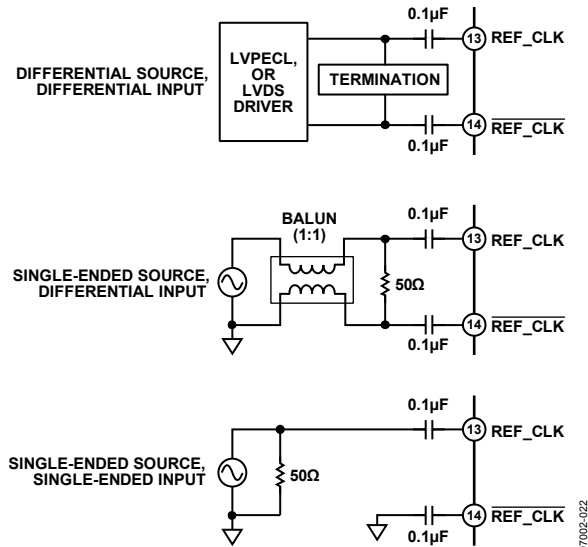 0.1µF
13 REF_CLK
LVPECL,
OR
LVDS
DRIVER
TERMINATION
DIFFERENTIAL SOURCE,
DIFFERENTIAL INPUT
14 REF_CLK
0.1µF
BALUN
(1:1)
0.1µF
13 REF_CLK
SINGLE-ENDED SOURCE,
DIFFERENTIAL INPUT
50Ω
14 REF_CLK
0.1µF
0.1µF
13 REF_CLK
SINGLE-ENDED SOURCE,
SINGLE-ENDED INPUT
50Ω
14 REF_CLK
0.1µF
07002-022